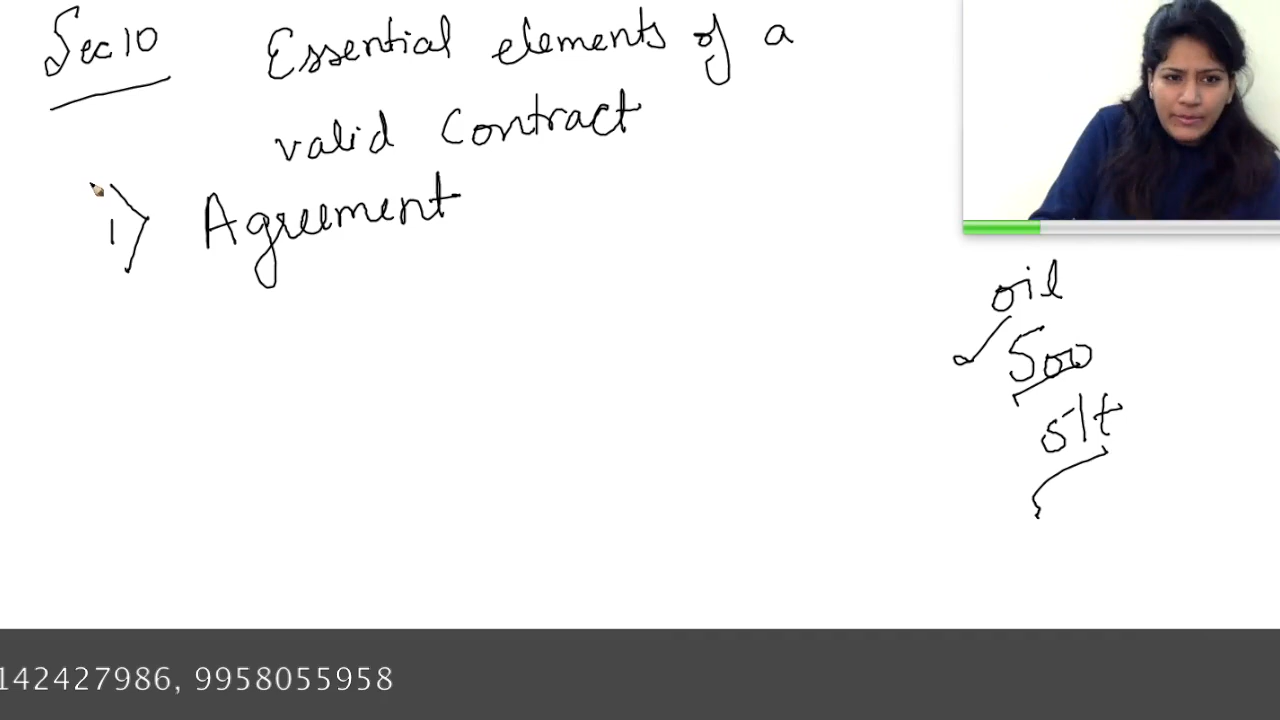 Sec 10 Essential elements of a
valid Contract
1) Agreement
oil
500
142427986, 9958055958